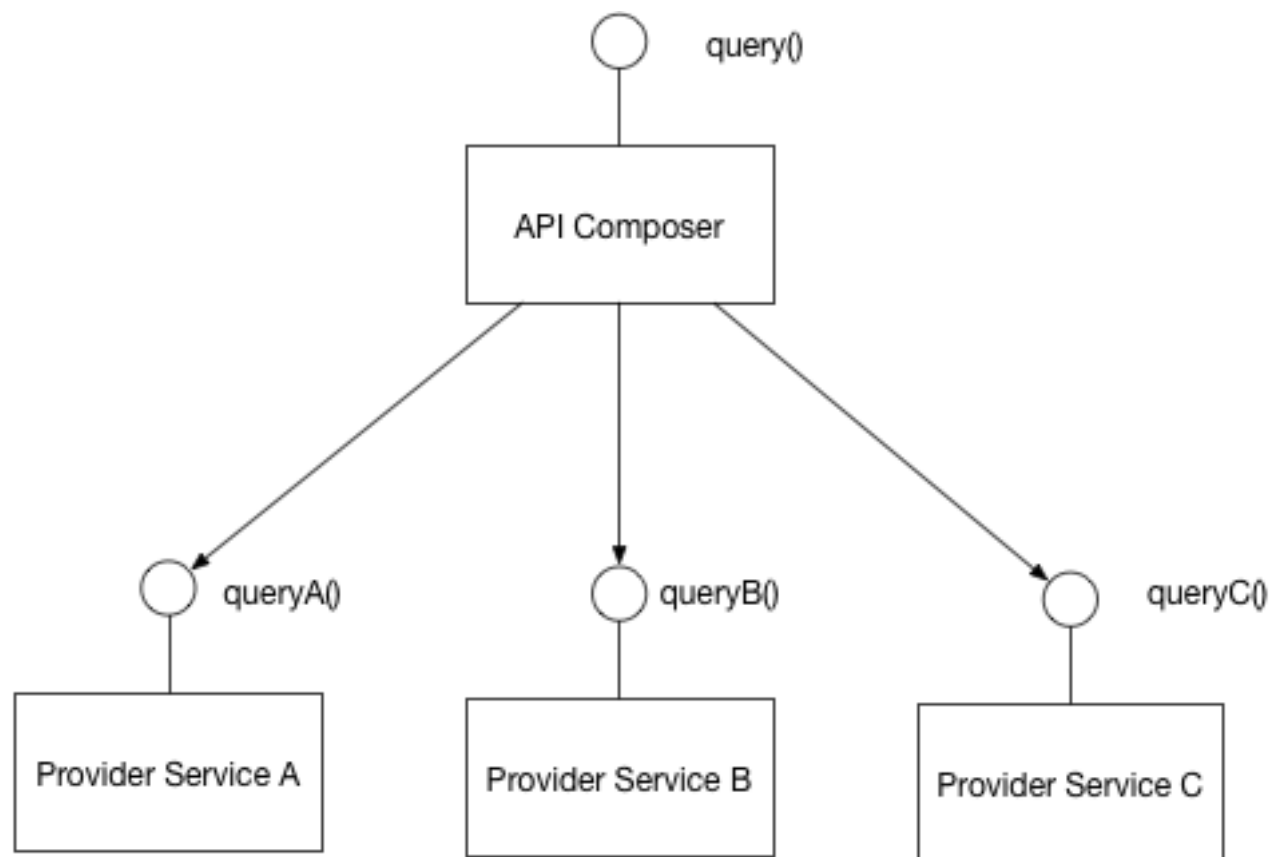 query()
API Composer
queryA()
queryB()
queryC()
Provider Service A
Provider Service B
Provider Service C